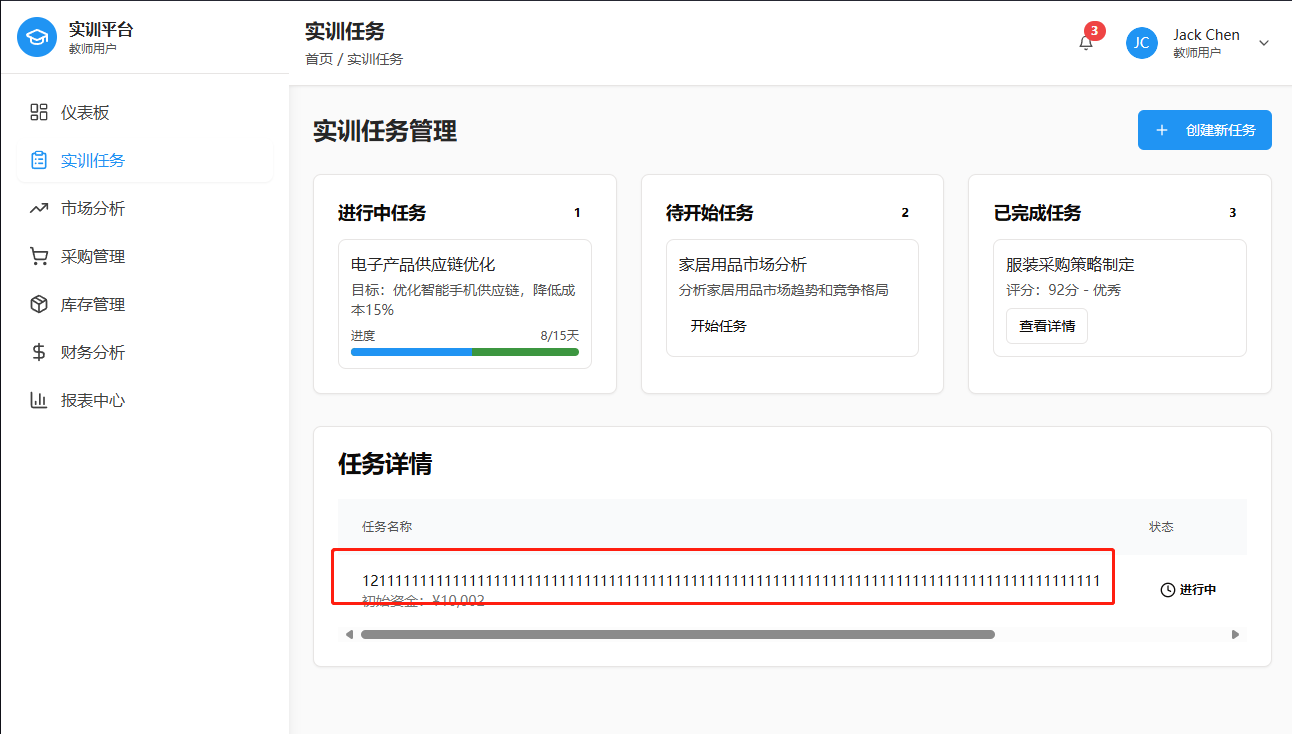 实训平台
教师用户
实训任务
首页 / 实训任务
3
JC
Jack Chen
教师用户
仪表板
实训任务
市场分析
采购管理
库存管理
财务分析
报表中心
实训任务管理
+ 创建新任务
进行中任务 1
电子产品供应链优化
目标：优化智能手机供应链，降低成
本15%
进度 8/15天
待开始任务 2
家居用品市场分析
分析家居用品市场趋势和竞争格局
开始任务
已完成任务 3
服装采购策略制定
评分：92分 - 优秀
查看详情
任务详情
任务名称 状态
初始资金：¥10,002
进行中